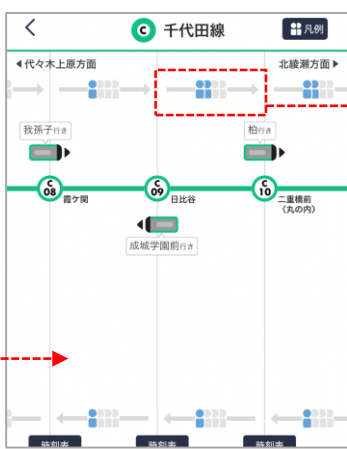 C 千代田線
凡例
◀代々木上原方面
北綾瀬方面▶
我孫子行き
柏行き
C 08
霞ケ関
C 09
日比谷
C 10
二重橋前
(丸の内)
成城学園前行き
時刻表
時刻表
時刻表